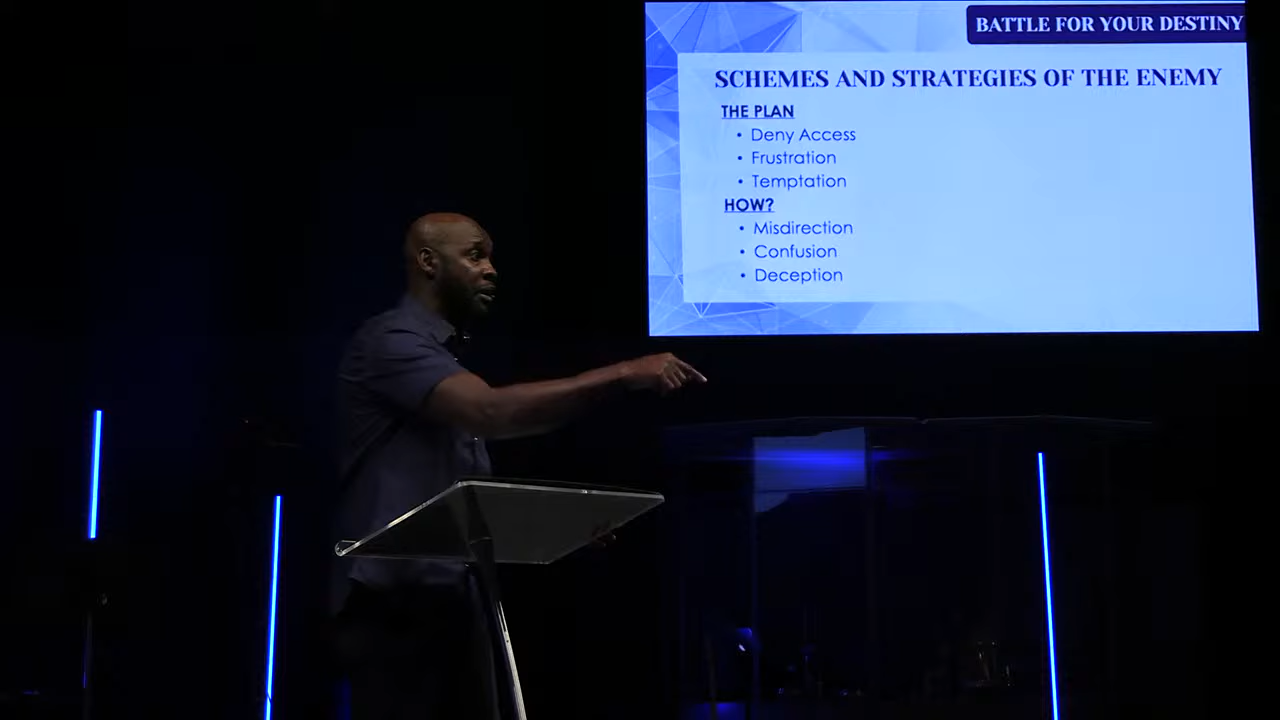 BATTLE FOR YOUR DESTINY
SCHEMES AND STRATEGIES OF THE ENEMY
THE PLAN
• Deny Access
• Frustration
• Temptation
HOW?
• Misdirection
• Confusion
• Deception